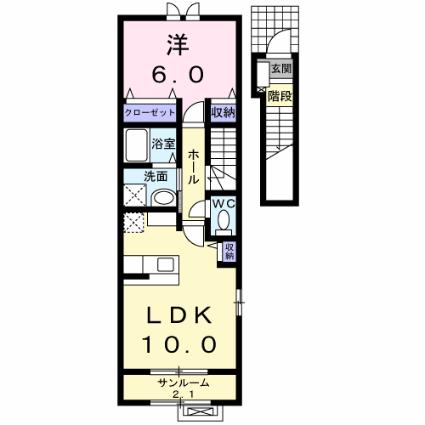 洋
6.0
クローゼット
収納
浴室
洗面
ホール
WC
収納
LDK
10.0
サンルーム
2.1
玄関
階段